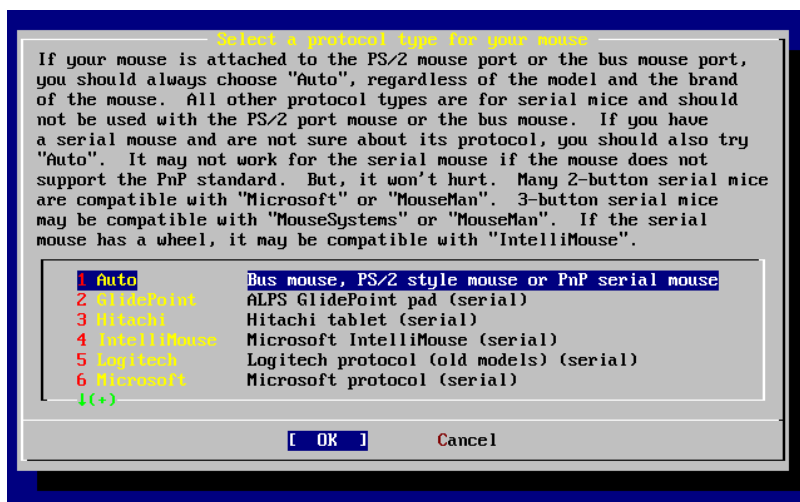 Select a protocol type for your mouse
If your mouse is attached to the PS/2 mouse port or the bus mouse port,
you should always choose "Auto", regardless of the model and the brand
of the mouse.  All other protocol types are for serial mice and should
not be used with the PS/2 port mouse or the bus mouse.  If you have
a serial mouse and are not sure about its protocol, you should also try
"Auto".  It may not work for the serial mouse if the mouse does not
support the PnP standard.  But, it won't hurt.  Many 2-button serial mice
are compatible with "Microsoft" or "MouseMan".  3-button serial mice
may be compatible with "MouseSystems" or "MouseMan".  If the serial
mouse has a wheel, it may be compatible with "IntelliMouse".
1 Auto Bus mouse, PS/2 style mouse or PnP serial mouse
2 GlidePoint ALPS GlidePoint pad (serial)
3 Hitachi Hitachi tablet (serial)
4 IntelliMouse Microsoft IntelliMouse (serial)
5 Logitech Logitech protocol (old models) (serial)
6 Microsoft Microsoft protocol (serial)
↓(+)
[ OK ] Cancel